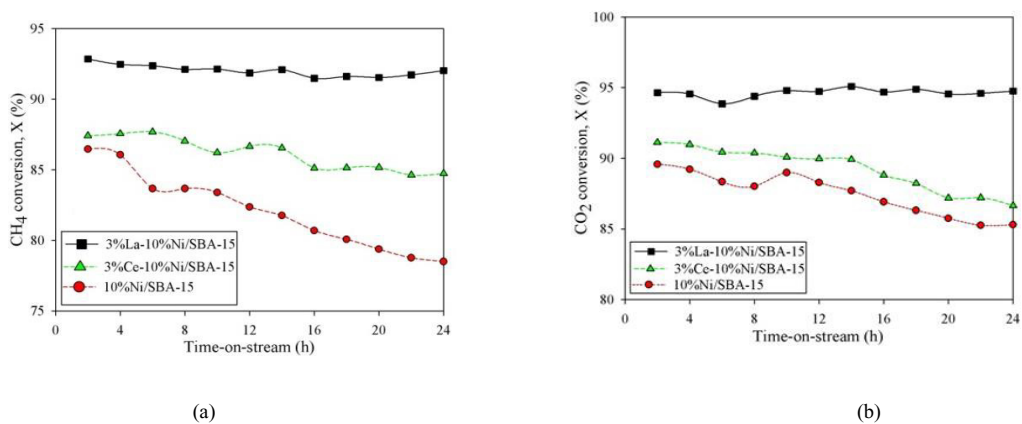 95
90
85
80
75
CH4 conversion, X (%)
3%La-10%Ni/SBA-15
3%Ce-10%Ni/SBA-15
10%Ni/SBA-15
0 4 8 12 16 20 24
Time-on-stream (h)
(a)
100
95
90
85
80
CO2 conversion, X (%)
3%La-10%Ni/SBA-15
3%Ce-10%Ni/SBA-15
10%Ni/SBA-15
0 4 8 12 16 20 24
Time-on-stream (h)
(b)